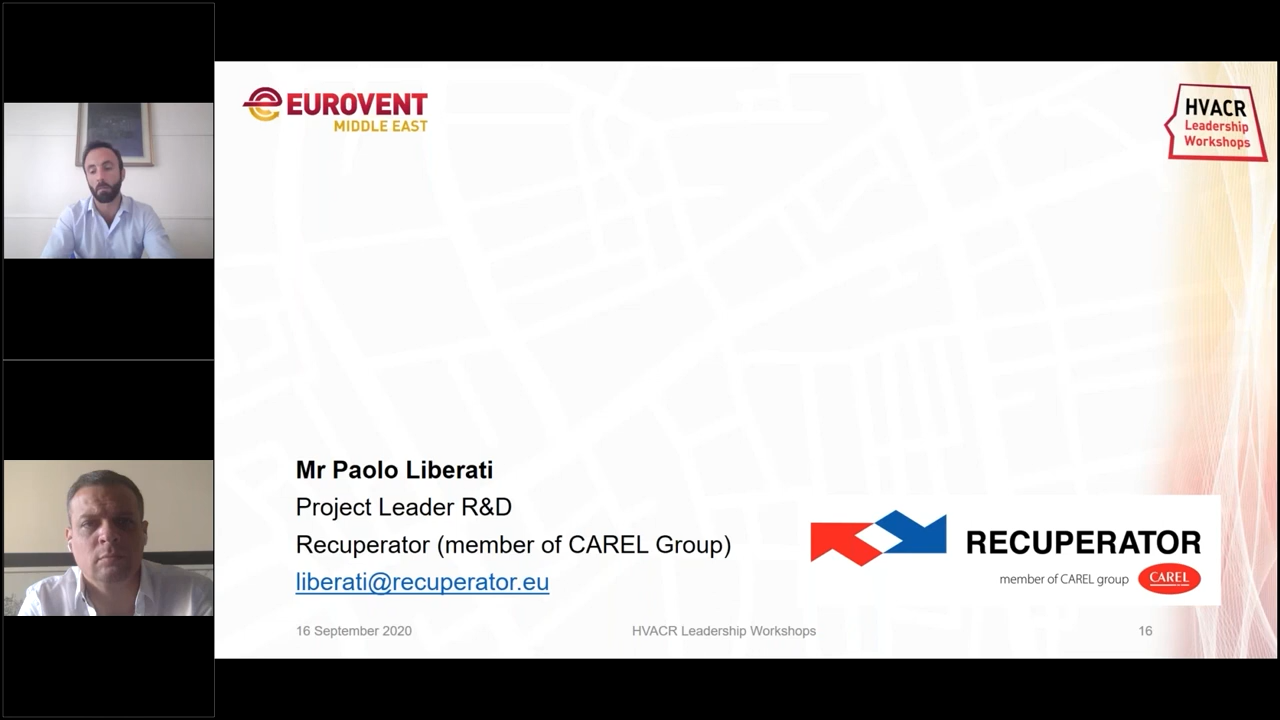 EUROVENT
MIDDLE EAST
HVACR
Leadership
Workshops
Mr Paolo Liberati
Project Leader R&D
Recuperator (member of CAREL Group)
liberati@recuperator.eu
RECUPERATOR
member of CAREL group
CAREL
16 September 2020
HVACR Leadership Workshops
16